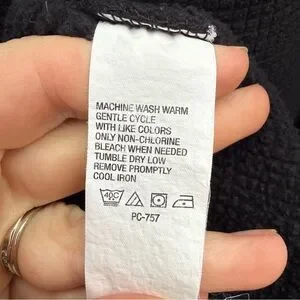 MACHINE WASH WARM
GENTLE CYCLE
WITH LIKE COLORS
ONLY NON-CHLORINE
BLEACH WHEN NEEDED
TUMBLE DRY LOW
REMOVE PROMPTLY
COOL IRON
40C
PC-757